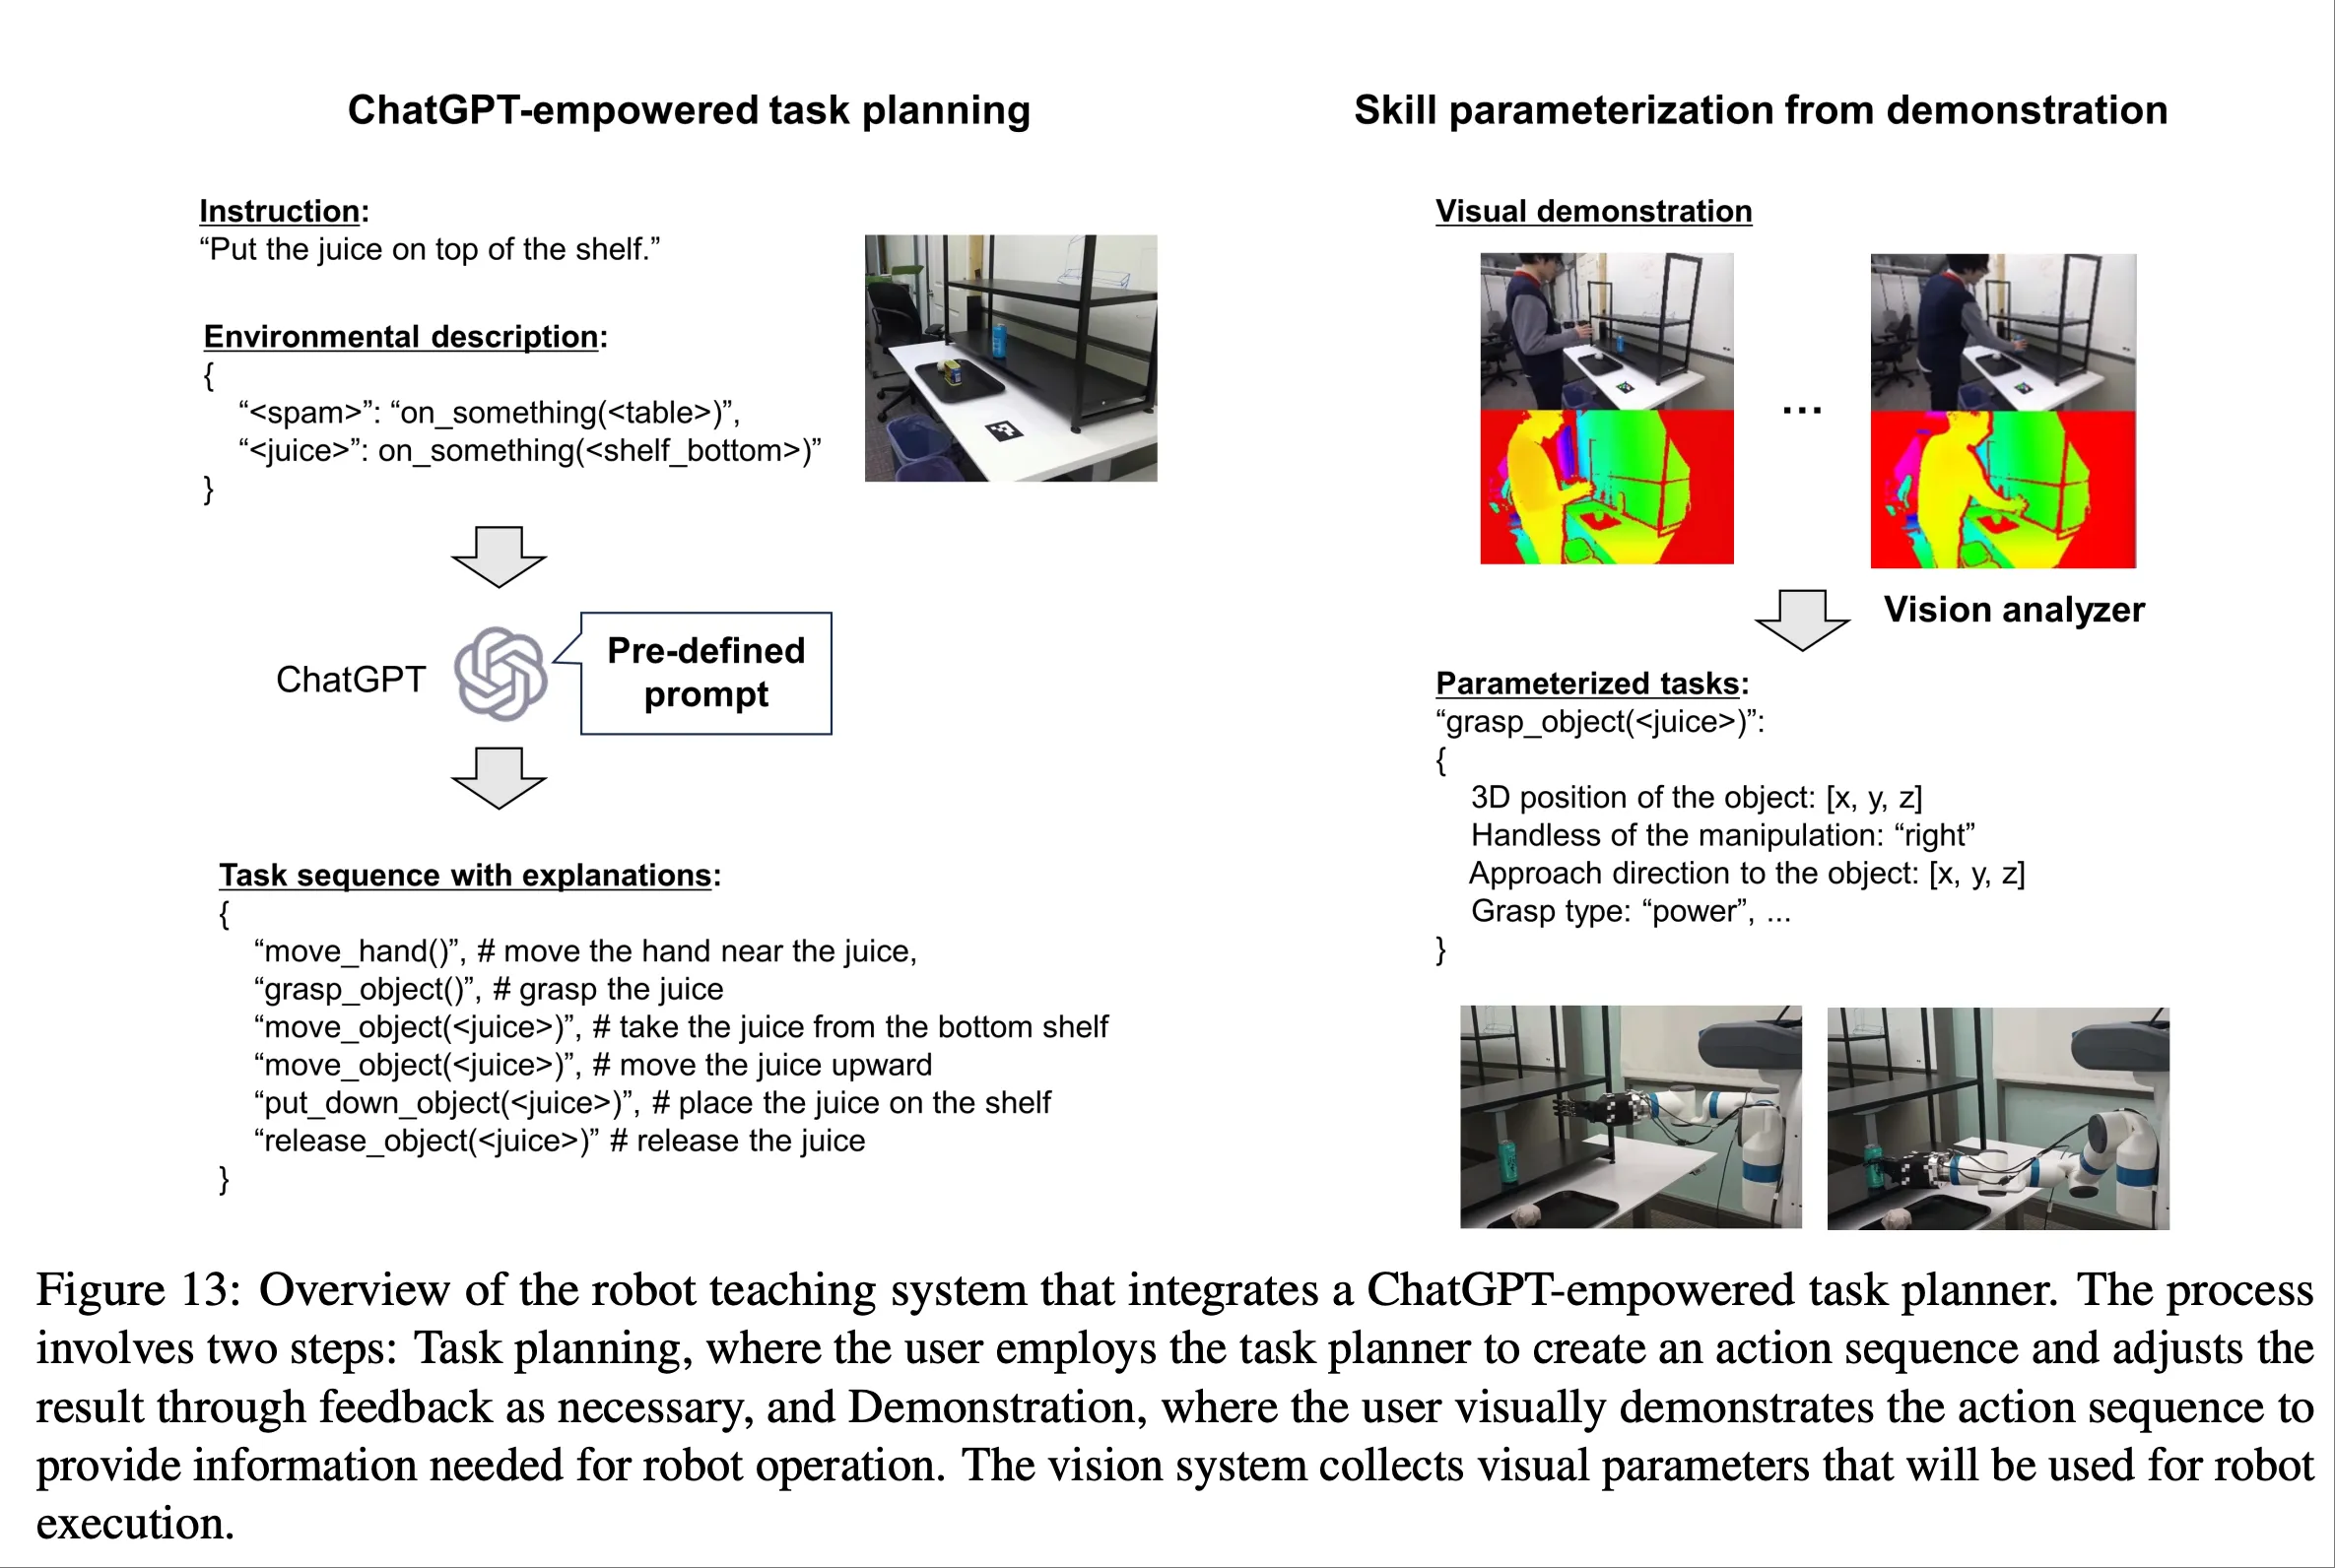 ChatGPT-empowered task planning
Instruction:
“Put the juice on top of the shelf.”
Environmental description:
{
“<spam>”: “on_something(<table>)”,
“<juice>”: on_something(<shelf_bottom>)”
}
ChatGPT
Pre-defined
prompt
Task sequence with explanations:
{
“move_hand()”, # move the hand near the juice,
“grasp_object()”, # grasp the juice
“move_object(<juice>)”, # take the juice from the bottom shelf
“move_object(<juice>)”, # move the juice upward
“put_down_object(<juice>)”, # place the juice on the shelf
“release_object(<juice>)” # release the juice
}
Skill parameterization from demonstration
Visual demonstration
...
Vision analyzer
Parameterized tasks:
“grasp_object(<juice>)”:
{
3D position of the object: [x, y, z]
Handless of the manipulation: “right”
Approach direction to the object: [x, y, z]
Grasp type: “power”, ...
}
Figure 13: Overview of the robot teaching system that integrates a ChatGPT-empowered task planner. The process
involves two steps: Task planning, where the user employs the task planner to create an action sequence and adjusts the
result through feedback as necessary, and Demonstration, where the user visually demonstrates the action sequence to
provide information needed for robot operation. The vision system collects visual parameters that will be used for robot
execution.